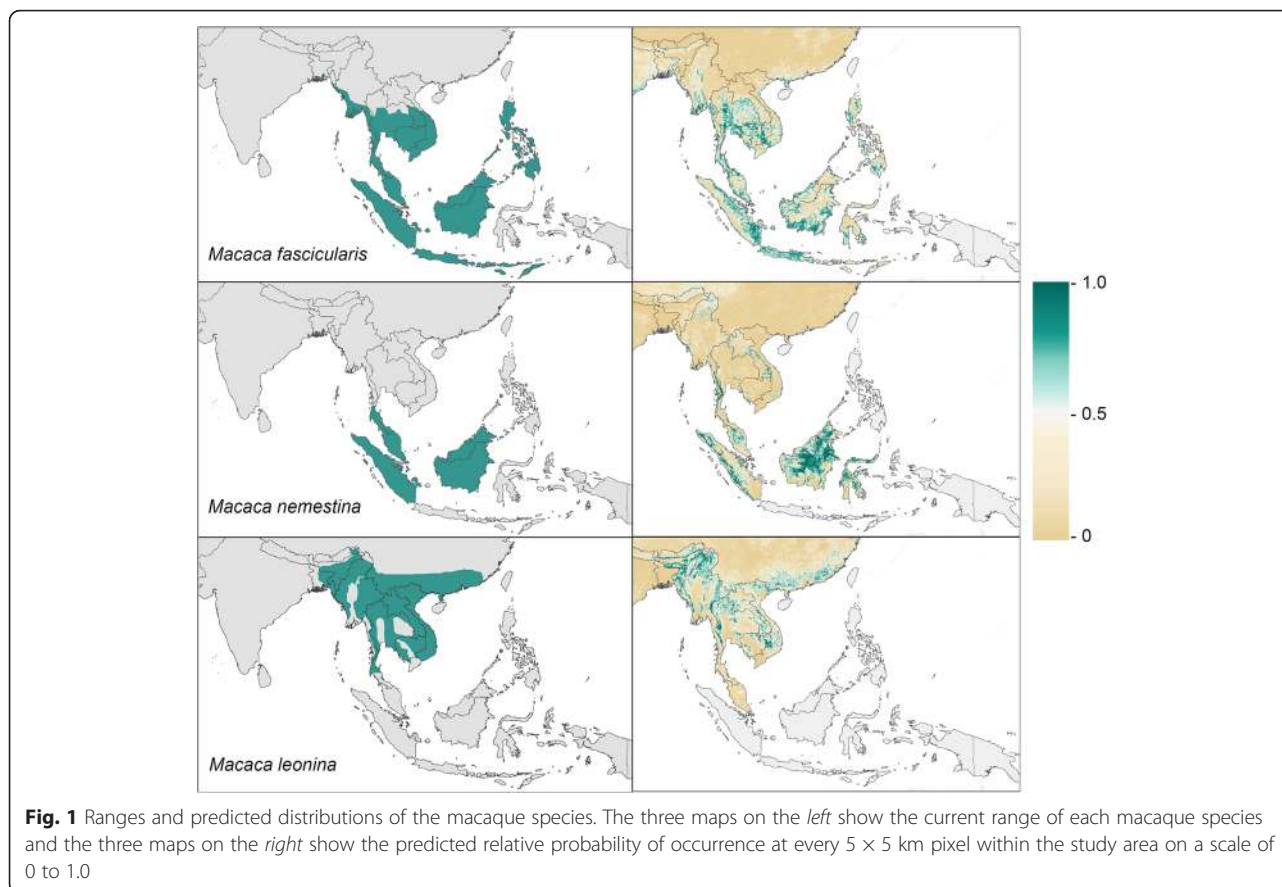 Macaca fascicularis
Macaca nemestina
Macaca leonina
- 1.0
- 0.5
- 0
Fig. 1 Ranges and predicted distributions of the macaque species. The three maps on the left show the current range of each macaque species
and the three maps on the right show the predicted relative probability of occurrence at every 5 × 5 km pixel within the study area on a scale of
0 to 1.0